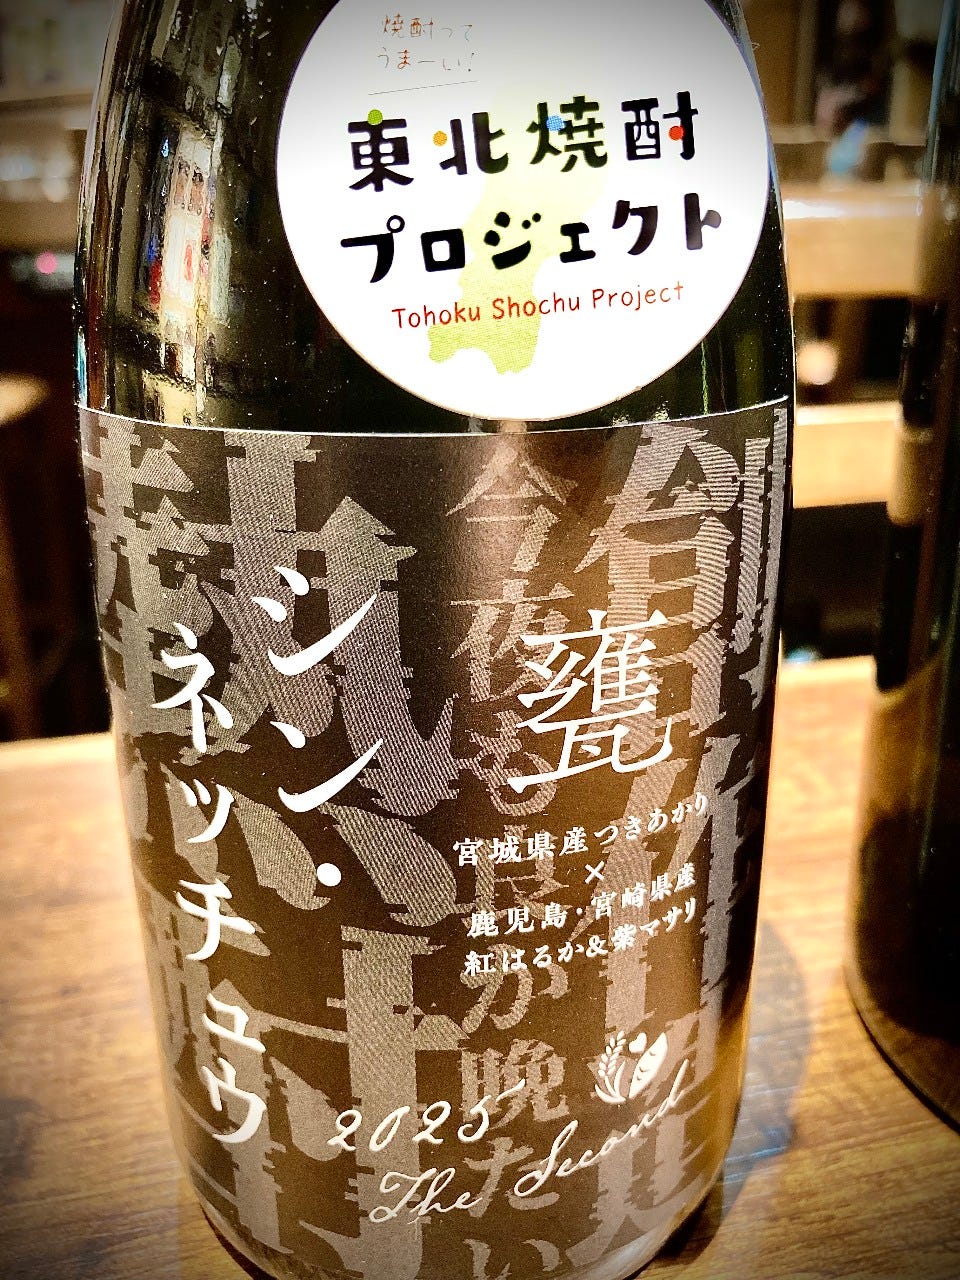 焼酎って
うまーい!
東北焼酎
プロジェクト
Tohoku Shochu Project
甕
宮城県産つきあかり
×
鹿児島・宮崎県産
紅はるか&紫マサリ
シン・
ネッチュウ
2025
The Second